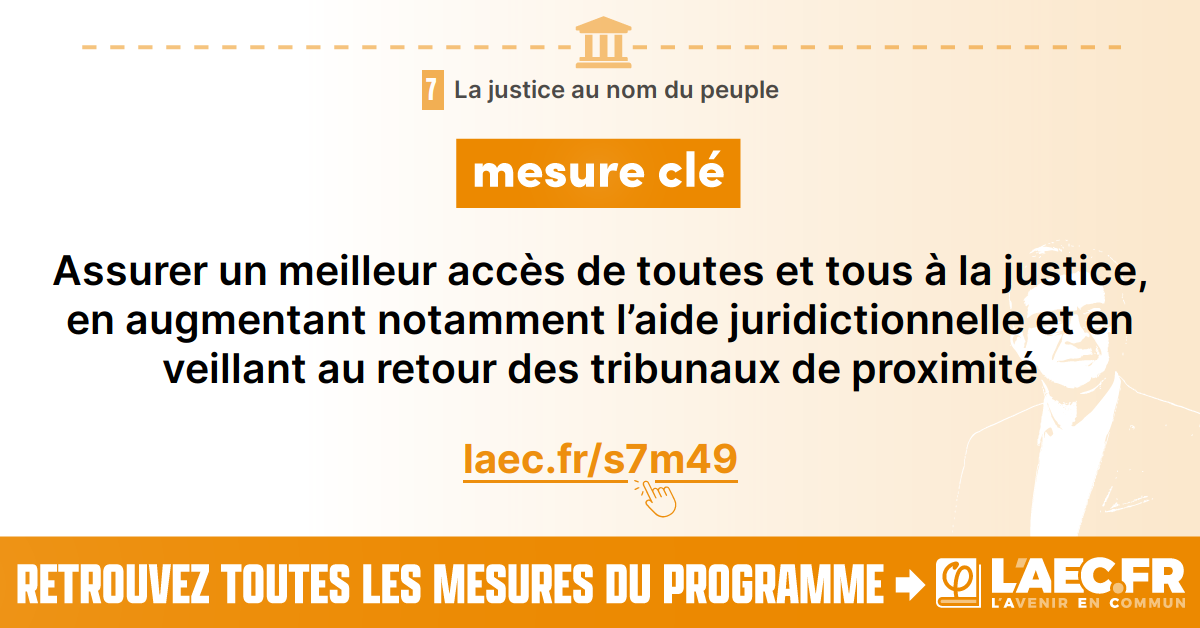 7 La justice au nom du peuple
mesure clé
Assurer un meilleur accès de toutes et tous à la justice,
en augmentant notamment l’aide juridictionnelle et en
veillant au retour des tribunaux de proximité
laec.fr/s7m49
RETROUVEZ TOUTES LES MESURES DU PROGRAMME
φ L'AEC.FR
L'AVENIR EN COMMUN